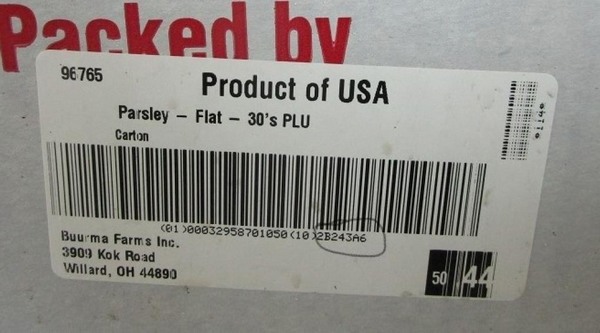 Packed by
96765
Product of USA
Parsley - Flat - 30's PLU
Carton
(01)00032958701050(10)2B243A6
Buurma Farms Inc.
3909 Kok Road
Willard, OH 44890
50 44